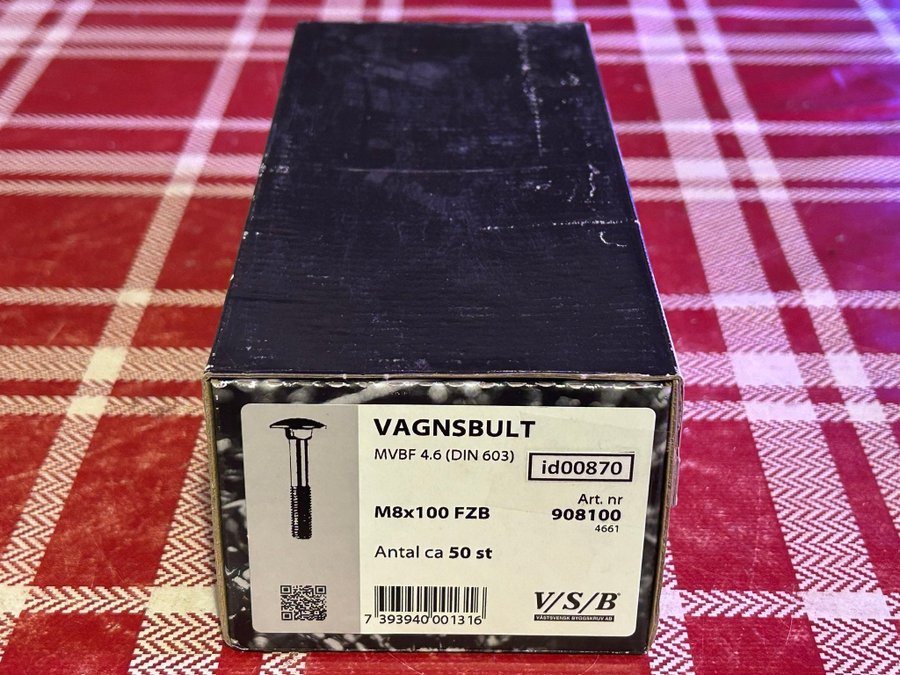 VAGNSBULT
MVBF 4.6 (DIN 603)
id00870
Art. nr
M8x100 FZB
908100
4661
Antal ca 50 st
7 393940 001316
V/S/B®
VÄSTSVENSK BYGGSKRUV AB